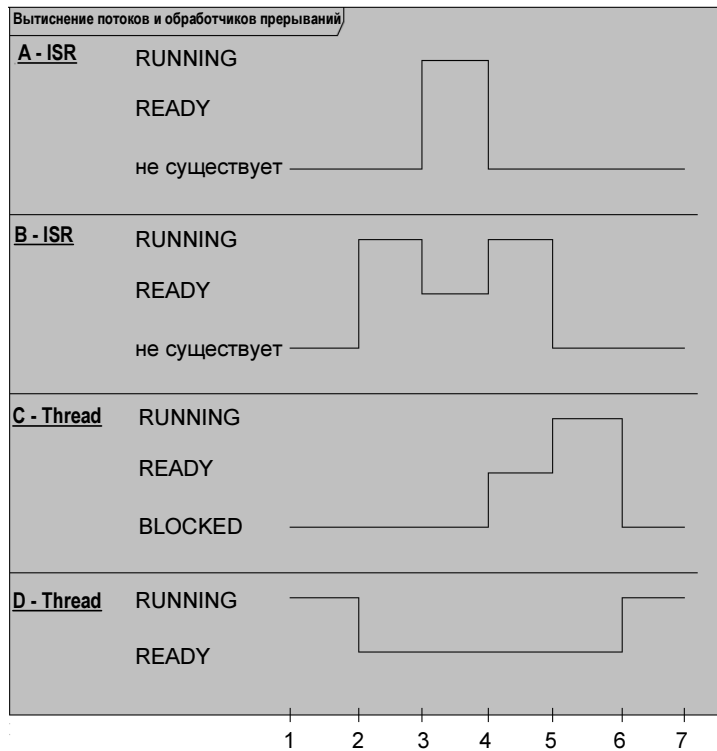 Вытиснение потоков и обработчиков прерываний
A - ISR
RUNNING
READY
не существует
B - ISR
RUNNING
READY
не существует
C - Thread
RUNNING
READY
BLOCKED
D - Thread
RUNNING
READY
1 2 3 4 5 6 7